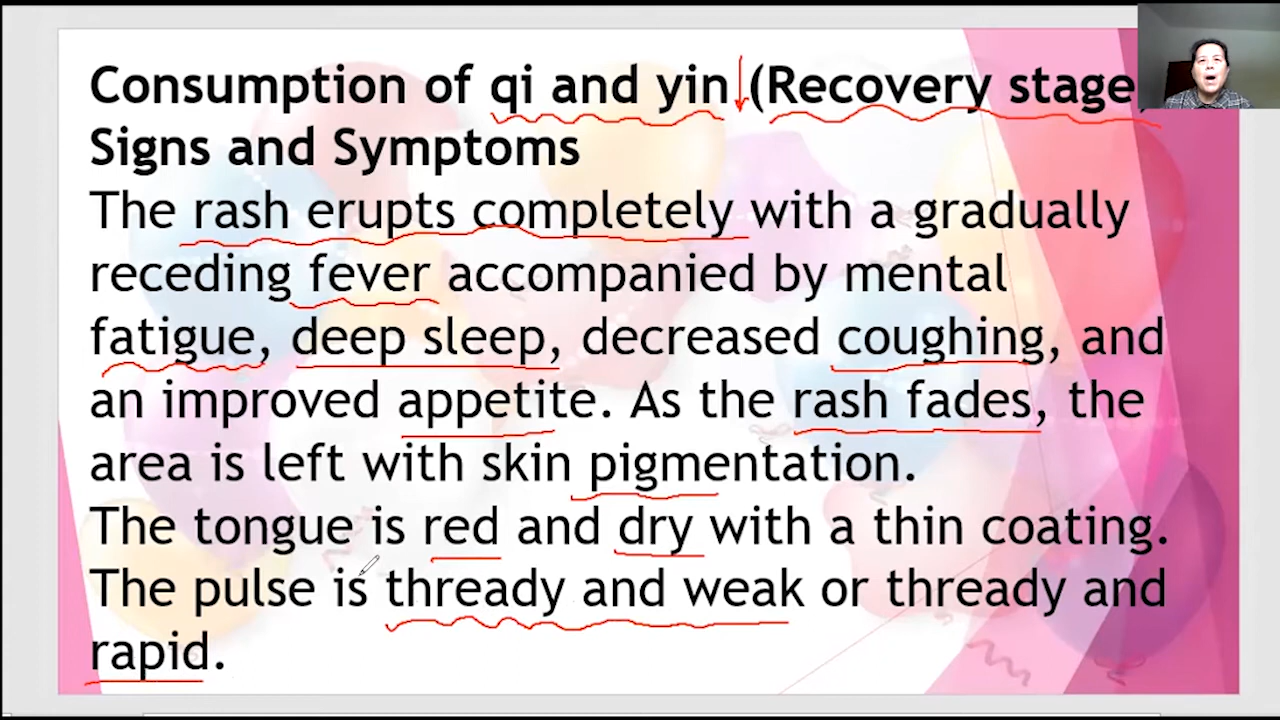 Consumption of qi and yin (Recovery stage)
Signs and Symptoms
The rash erupts completely with a gradually
receding fever accompanied by mental
fatigue, deep sleep, decreased coughing, and
an improved appetite. As the rash fades, the
area is left with skin pigmentation.
The tongue is red and dry with a thin coating.
The pulse is thready and weak or thready and
rapid.